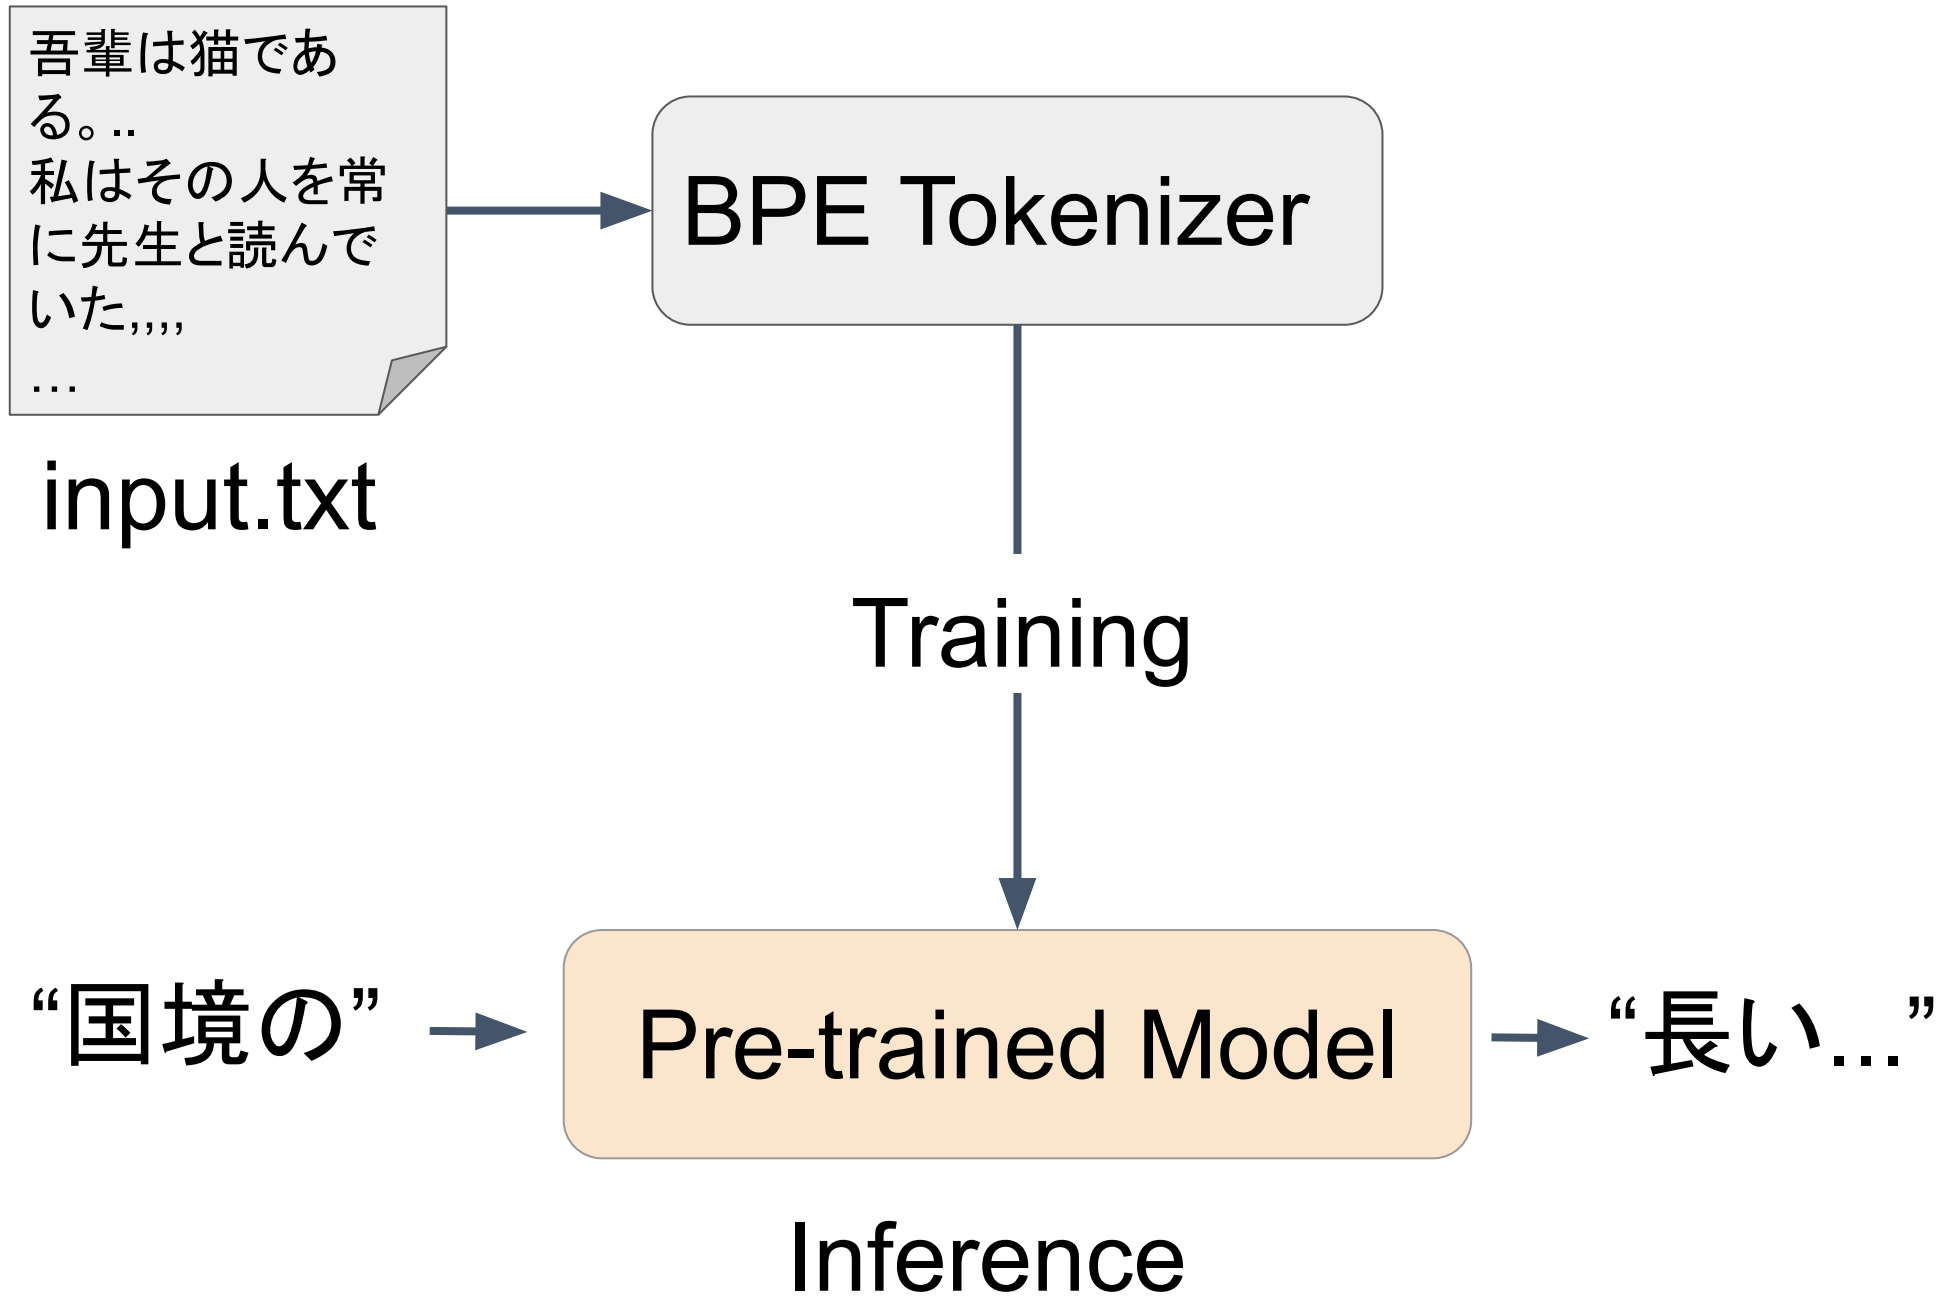 吾輩は猫であ
る。..
私はその人を常
に先生と読んで
いた,,,,
…
input.txt
BPE Tokenizer
Training
“国境の”
Pre-trained Model
“長い...”
Inference